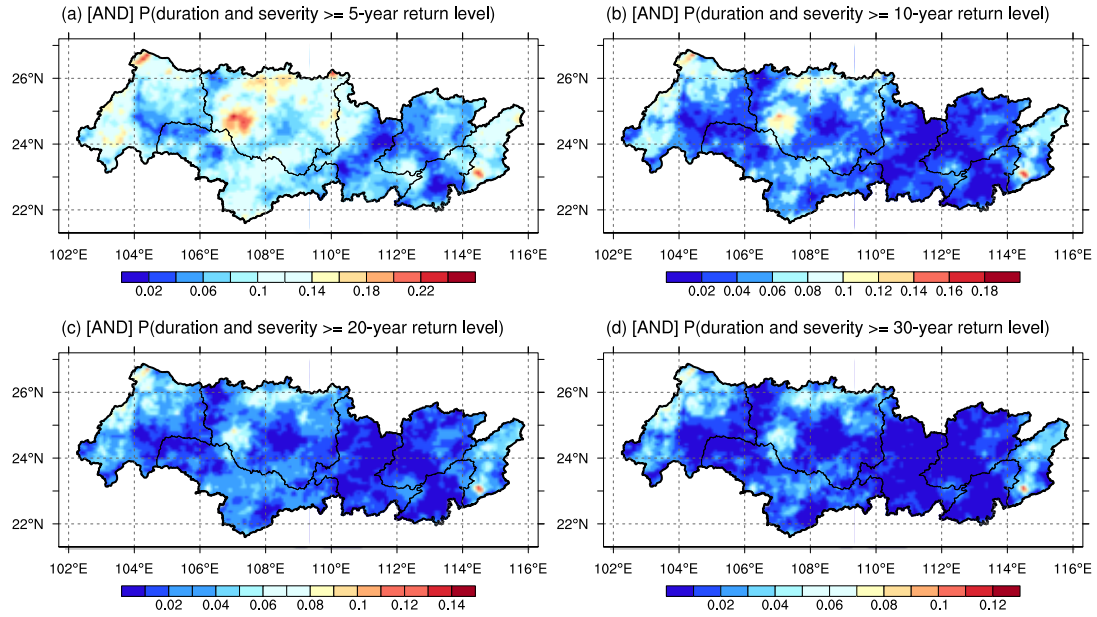 (a) [AND] P(duration and severity >= 5-year return level)
26°N
24°N
22°N
102°E 104°E 106°E 108°E 110°E 112°E 114°E 116°E
0.02 0.06 0.1 0.14 0.18 0.22
(b) [AND] P(duration and severity >= 10-year return level)
26°N
24°N
22°N
102°E 104°E 106°E 108°E 110°E 112°E 114°E 116°E
0.02 0.04 0.06 0.08 0.1 0.12 0.14 0.16 0.18
(c) [AND] P(duration and severity >= 20-year return level)
26°N
24°N
22°N
102°E 104°E 106°E 108°E 110°E 112°E 114°E 116°E
0.02 0.04 0.06 0.08 0.1 0.12 0.14
(d) [AND] P(duration and severity >= 30-year return level)
26°N
24°N
22°N
102°E 104°E 106°E 108°E 110°E 112°E 114°E 116°E
0.02 0.04 0.06 0.08 0.1 0.12